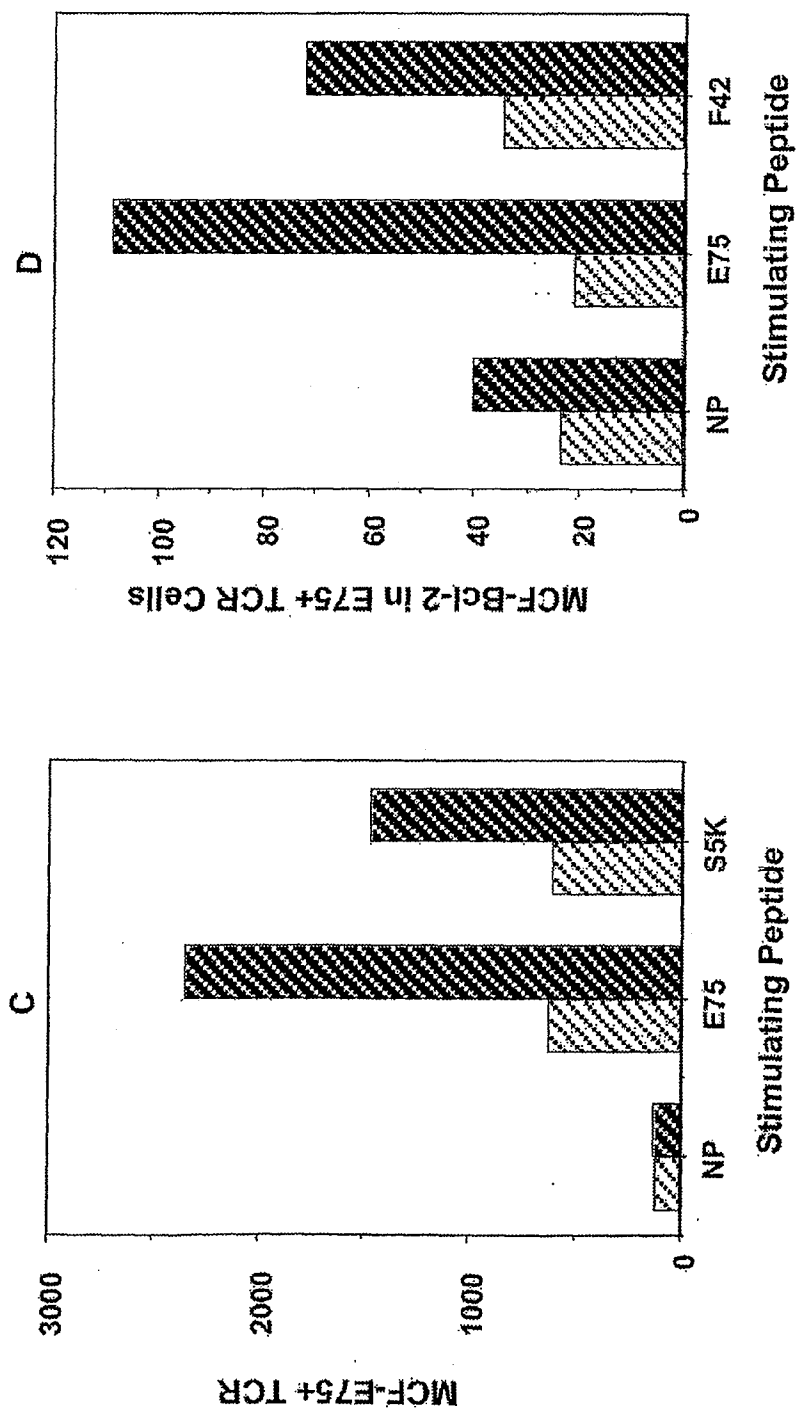 C
MCF-E75+ TCR
3000
2000
1000
0
NP
E75
S5K
Stimulating Peptide
D
MCF-Bcl-2 in E75+ TCR Cells
120
100
80
60
40
20
0
NP
E75
F42
Stimulating Peptide